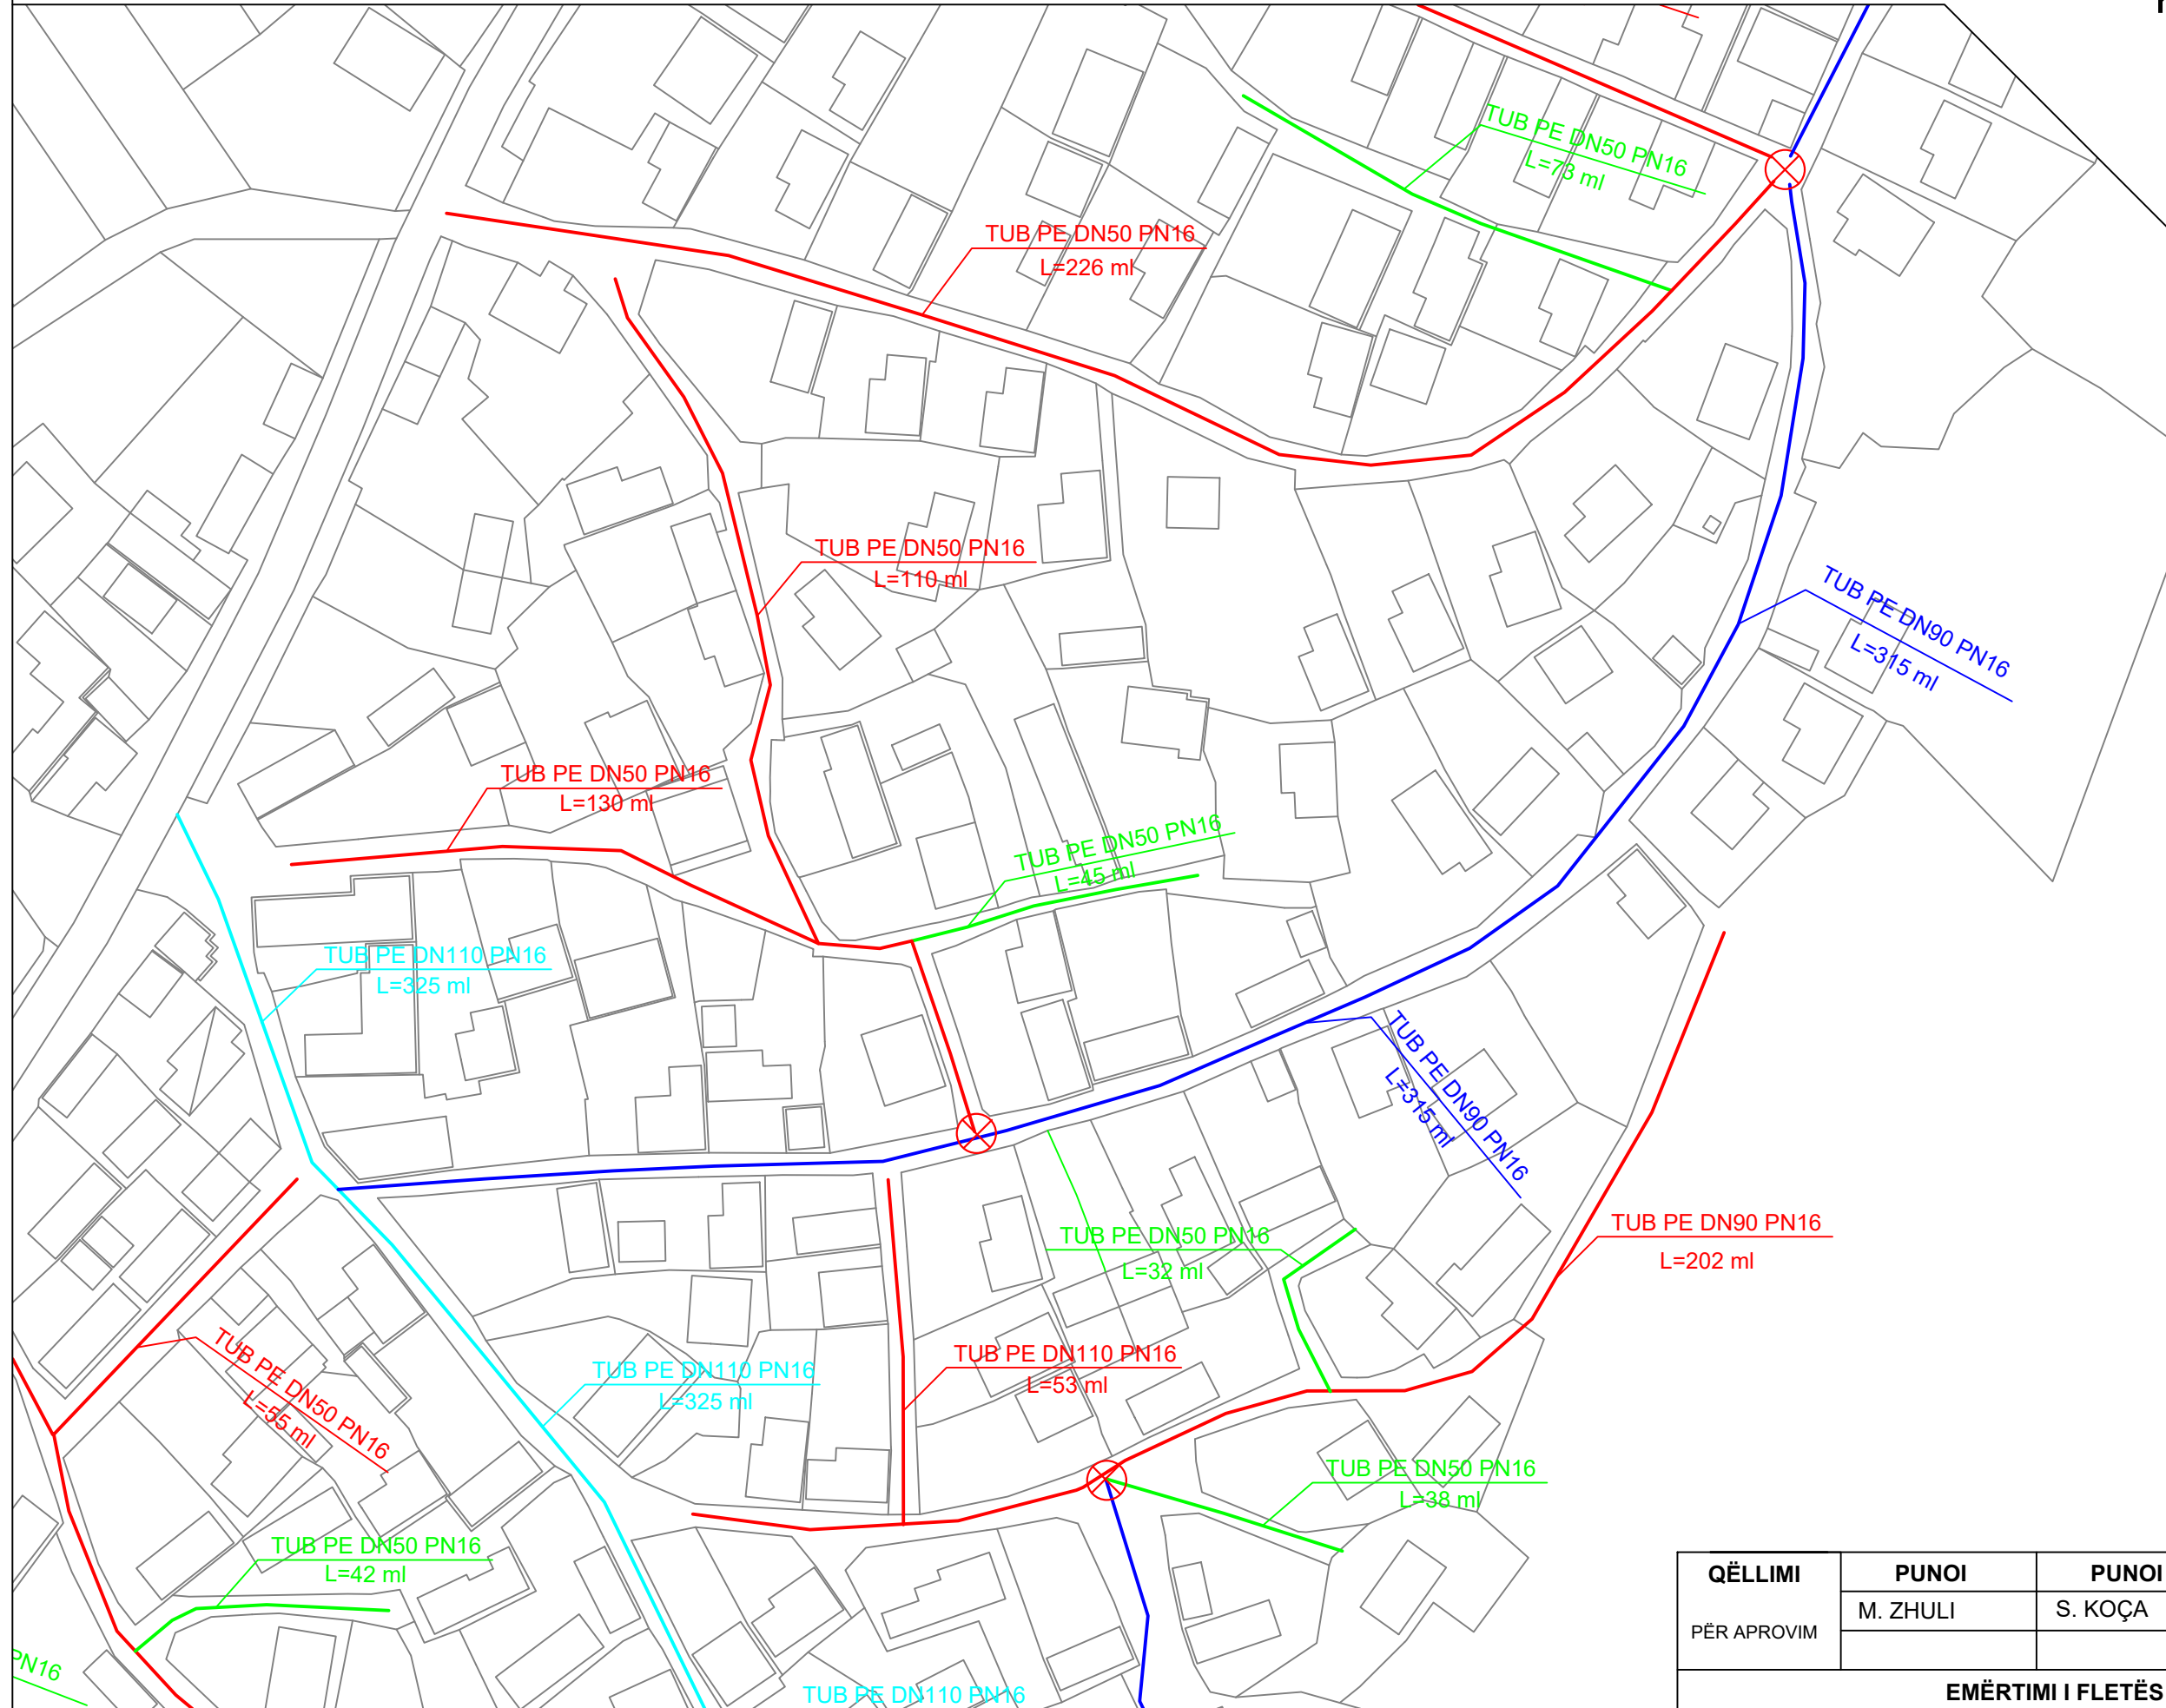 TUB PE DN50 PN16
L=73 ml
TUB PE DN50 PN16
L=226 ml
TUB PE DN50 PN16
L=110 ml
TUB PE DN90 PN16
L=315 ml
TUB PE DN50 PN16
L=130 ml
TUB PE DN50 PN16
L=45 ml
TUB PE DN110 PN16
L=325 ml
TUB PE DN90 PN16
L=315 ml
TUB PE DN90 PN16
L=202 ml
TUB PE DN50 PN16
L=32 ml
TUB PE DN50 PN16
L=55 ml
TUB PE DN110 PN16
L=325 ml
TUB PE DN110 PN16
L=53 ml
TUB PE DN50 PN16
L=38 ml
TUB PE DN50 PN16
L=42 ml
PN16
TUB PE DN110 PN16
QËLLIMI PUNOI PUNOI
M. ZHULI S. KOÇA
PËR APROVIM
EMËRTIMI I FLETËS